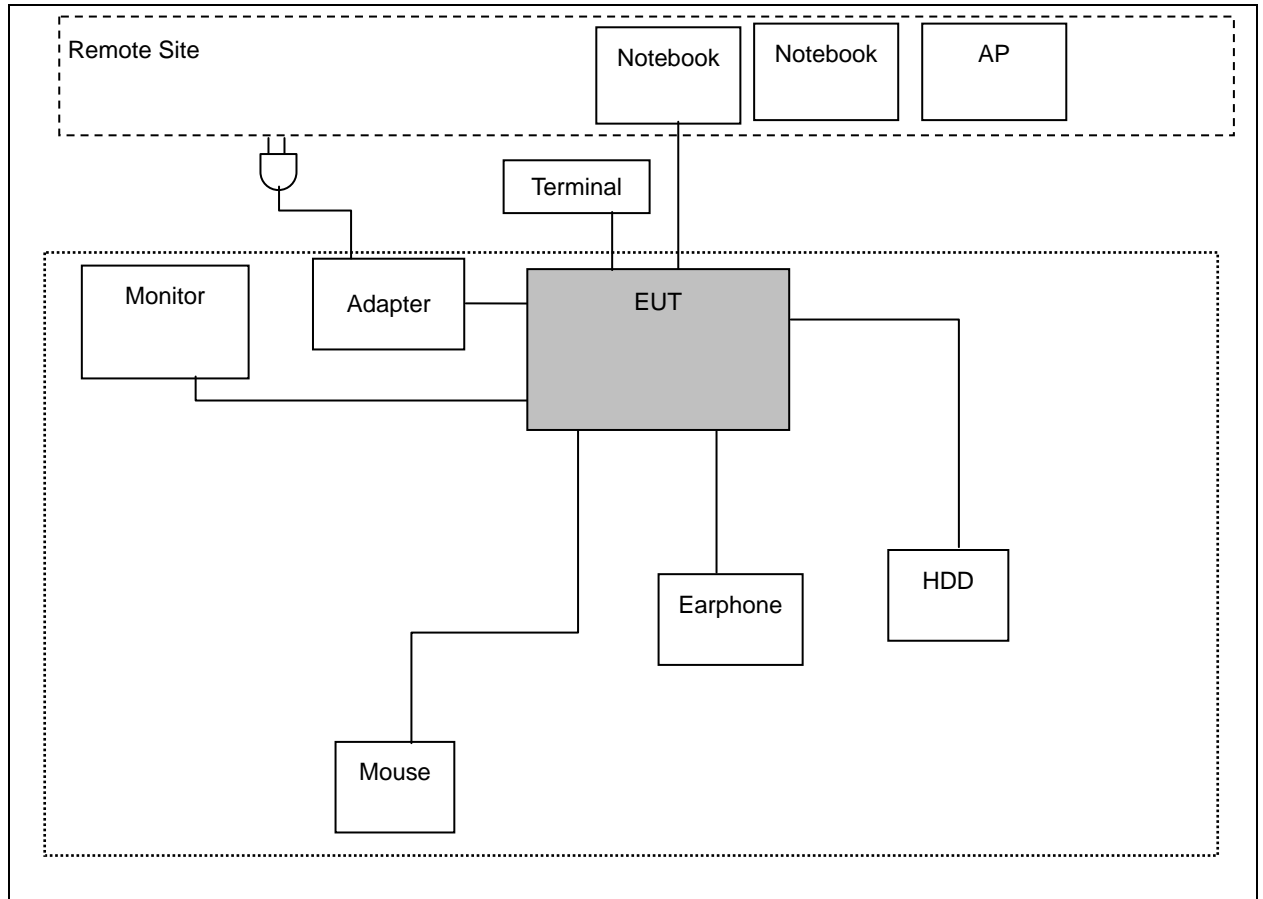 Remote Site
Notebook
Notebook
AP
Terminal
Monitor
Adapter
EUT
HDD
Earphone
Mouse